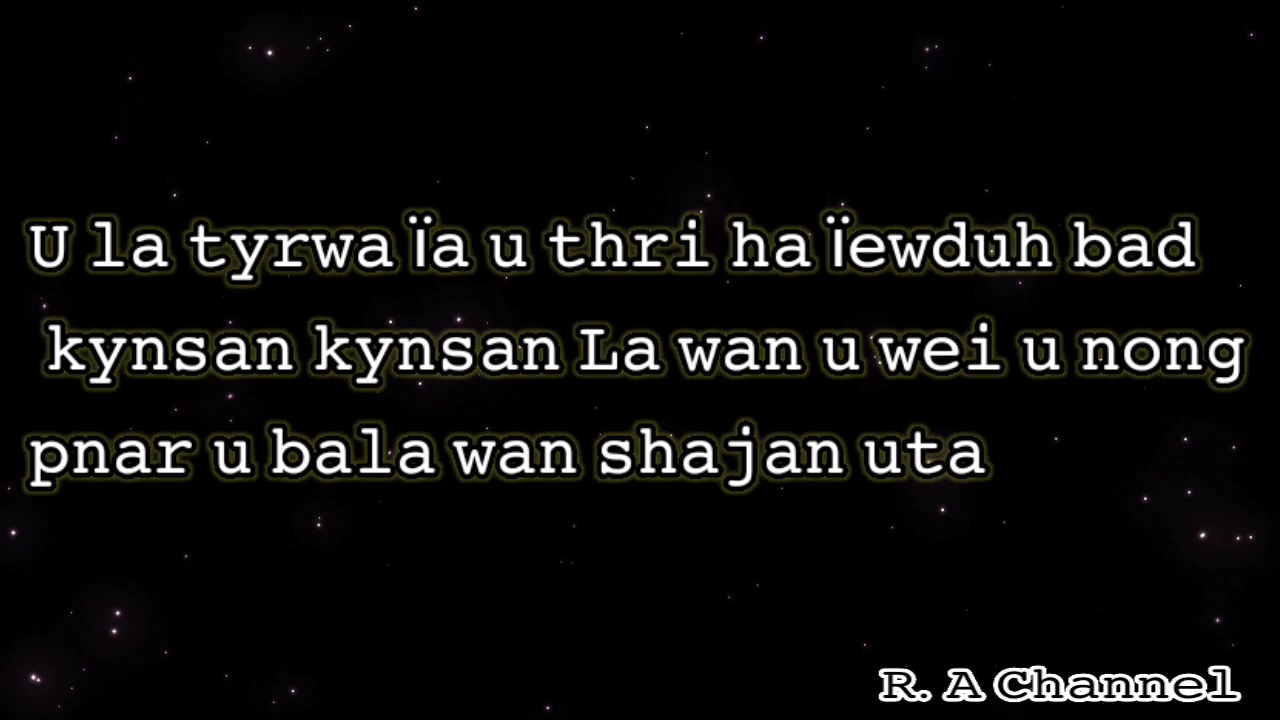 U la tyrwa ïa u thri ha ïewduh bad
kynsan kynsan La wan u wei u nong
pnar u bala wan shajan uta
R. A Channel